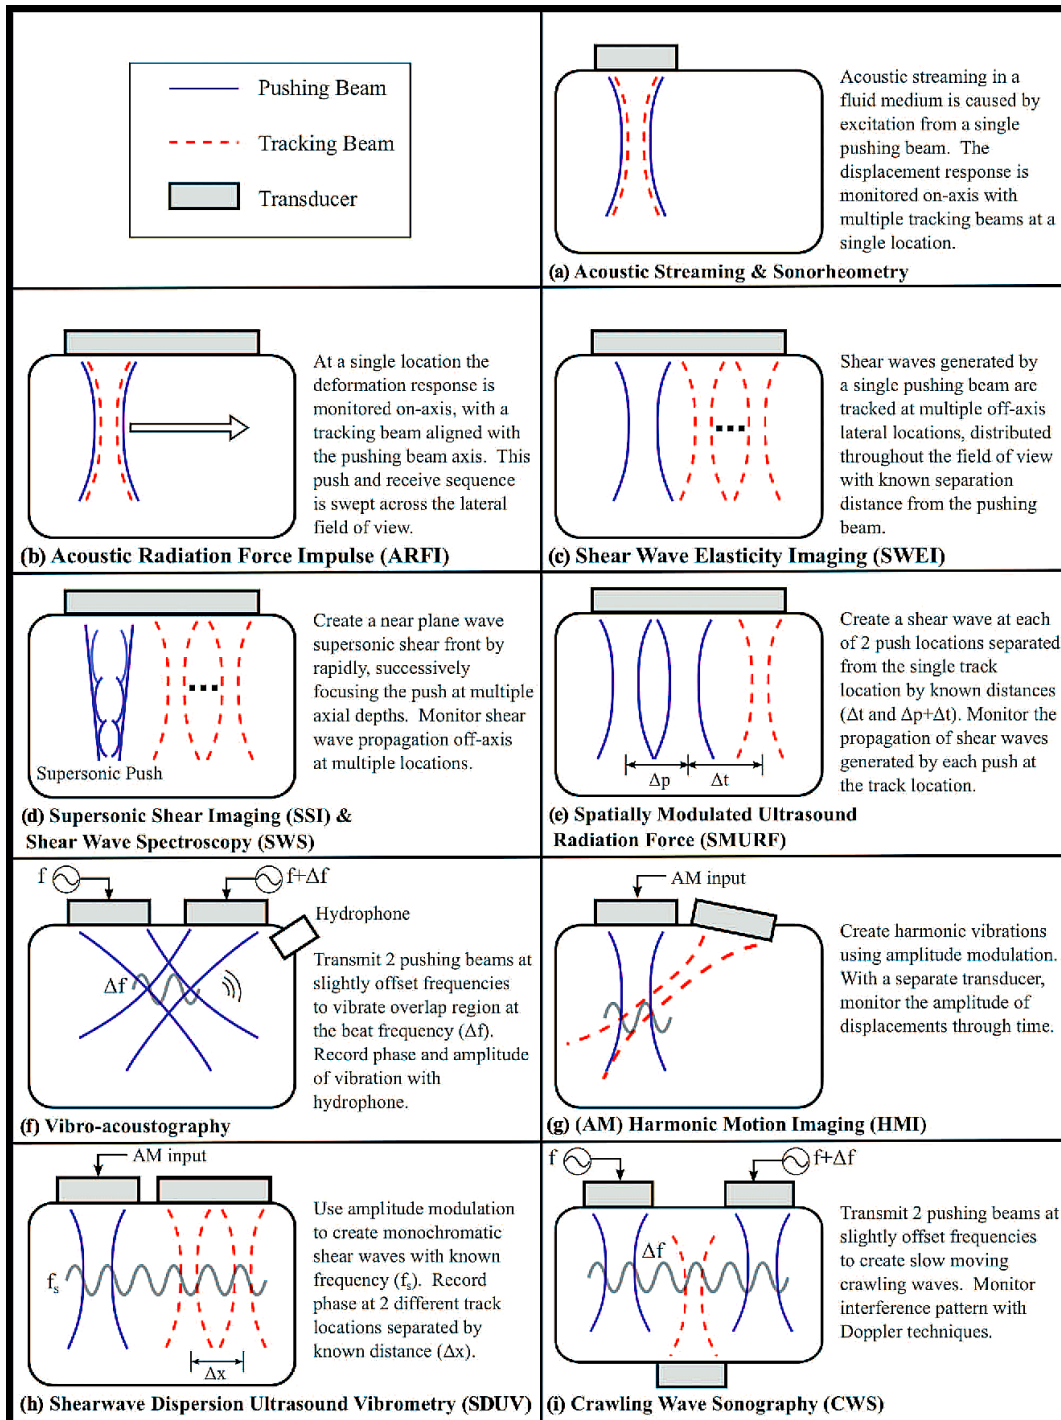 Pushing Beam
Tracking Beam
Transducer
Acoustic streaming in a
fluid medium is caused by
excitation from a single
pushing beam. The
displacement response is
monitored on-axis with
multiple tracking beams at a
single location.
(a) Acoustic Streaming & Sonorheometry
At a single location the
deformation response is
monitored on-axis, with a
tracking beam aligned with
the pushing beam axis. This
push and receive sequence
is swept across the lateral
field of view.
(b) Acoustic Radiation Force Impulse (ARFI)
Shear waves generated by
a single pushing beam are
tracked at multiple off-axis
lateral locations, distributed
throughout the field of view
with known separation
distance from the pushing
beam.
(c) Shear Wave Elasticity Imaging (SWEI)
Create a near plane wave
supersonic shear front by
rapidly, successively
focusing the push at multiple
axial depths. Monitor shear
wave propagation off-axis
at multiple locations.
Supersonic Push
(d) Supersonic Shear Imaging (SSI) &
Shear Wave Spectroscopy (SWS)
Create a shear wave at each
of 2 push locations separated
from the single track
location by known distances
(Δt and Δp+Δt). Monitor the
propagation of shear waves
generated by each push at
the track location.
Δp Δt
(e) Spatially Modulated Ultrasound
Radiation Force (SMURF)
f f+Δf
Hydrophone
Δf
Transmit 2 pushing beams at
slightly offset frequencies
to vibrate overlap region at
the beat frequency (Δf).
Record phase and amplitude
of vibration with
hydrophone.
(f) Vibro-acoustography
AM input
Create harmonic vibrations
using amplitude modulation.
With a separate transducer,
monitor the amplitude of
displacements through time.
(g) (AM) Harmonic Motion Imaging (HMI)
AM input
fs
Use amplitude modulation
to create monochromatic
shear waves with known
frequency (fs). Record
phase at 2 different track
locations separated by
known distance (Δx).
Δx
(h) Shearwave Dispersion Ultrasound Vibrometry (SDUV)
f f+Δf
Δf
Transmit 2 pushing beams at
slightly offset frequencies
to create slow moving
crawling waves. Monitor
interference pattern with
Doppler techniques.
(i) Crawling Wave Sonography (CWS)